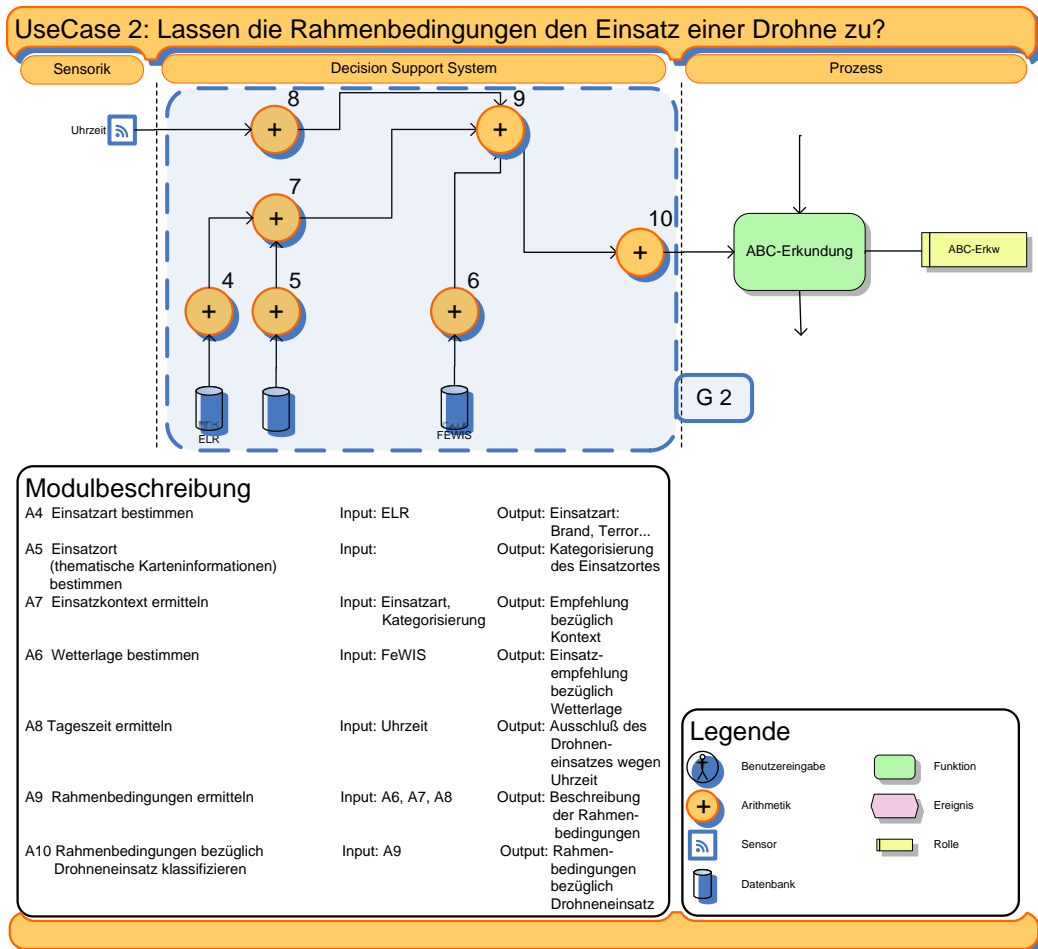 UseCase 2: Lassen die Rahmenbedingungen den Einsatz einer Drohne zu?
Sensorik
Decision Support System
Prozess
Uhrzeit
8
9
7
10
4
5
6
ABC-Erkundung
ABC-Erkw
ELR
FEWIS
G 2
Modulbeschreibung
A4 Einsatzart bestimmen Input: ELR Output: Einsatzart:
Brand, Terror...
A5 Einsatzort Input: Output: Kategorisierung
(thematische Karteninformationen) des Einsatzortes
bestimmen
A7 Einsatzkontext ermitteln Input: Einsatzart, Output: Empfehlung
Kategorisierung bezüglich
Kontext
A6 Wetterlage bestimmen Input: FeWIS Output: Einsatz-
empfehlung
bezüglich
Wetterlage
A8 Tageszeit ermitteln Input: Uhrzeit Output: Ausschluß des
Drohnen-
einsatzes wegen
Uhrzeit
A9 Rahmenbedingungen ermitteln Input: A6, A7, A8 Output: Beschreibung
der Rahmen-
bedingungen
A10 Rahmenbedingungen bezüglich Input: A9 Output: Rahmen-
Drohneneinsatz klassifizieren bedingungen
bezüglich
Drohneneinsatz
Legende
Benutzereingabe
Funktion
Arithmetik
Ereignis
Sensor
Rolle
Datenbank